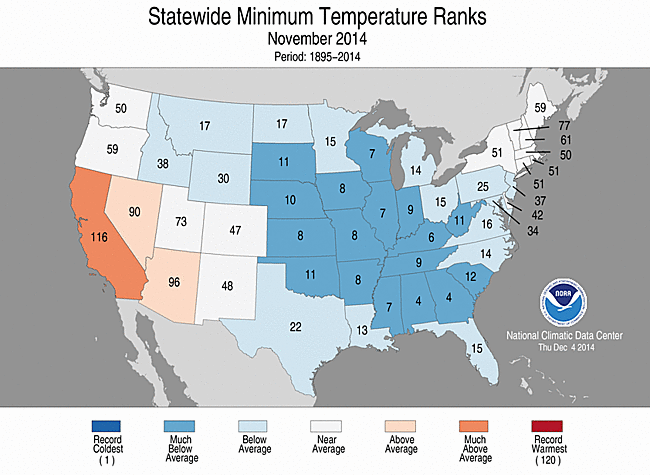 Statewide Minimum Temperature Ranks
November 2014
Period: 1895-2014
50
17
17
15
59
77
61
50
51
51
51
37
42
34
59
38
30
11
7
14
25
10
8
15
90
73
47
8
8
7
9
11
16
6
116
96
48
11
8
9
14
12
22
13
7
4
4
15
NOAA
National Climatic Data Center
Thu Dec 4 2014
Record
Coldest
(1)
Much
Below
Average
Below
Average
Near
Average
Above
Average
Much
Above
Average
Record
Warmest
(120)